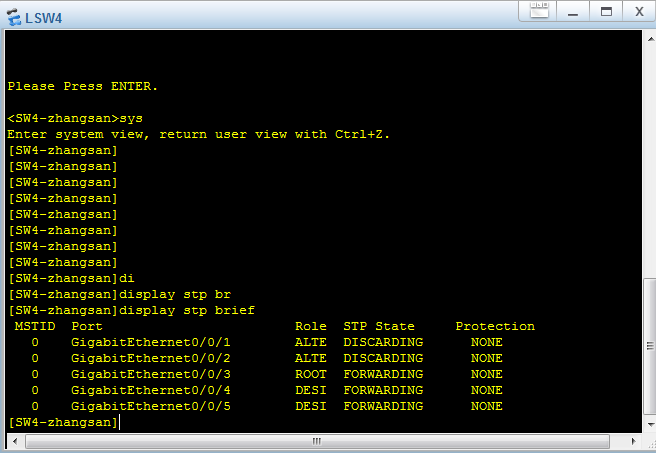 LSW4
Please Press ENTER.
<SW4-zhangsan>sys
Enter system view, return user view with Ctrl+Z.
[SW4-zhangsan]
[SW4-zhangsan]
[SW4-zhangsan]
[SW4-zhangsan]
[SW4-zhangsan]
[SW4-zhangsan]
[SW4-zhangsan]
[SW4-zhangsan]
[SW4-zhangsan]di
[SW4-zhangsan]display stp br
[SW4-zhangsan]display stp brief
MSTID Port Role STP State Protection
0 GigabitEthernet0/0/1 ALTE DISCARDING NONE
0 GigabitEthernet0/0/2 ALTE DISCARDING NONE
0 GigabitEthernet0/0/3 ROOT FORWARDING NONE
0 GigabitEthernet0/0/4 DESI FORWARDING NONE
0 GigabitEthernet0/0/5 DESI FORWARDING NONE
[SW4-zhangsan]